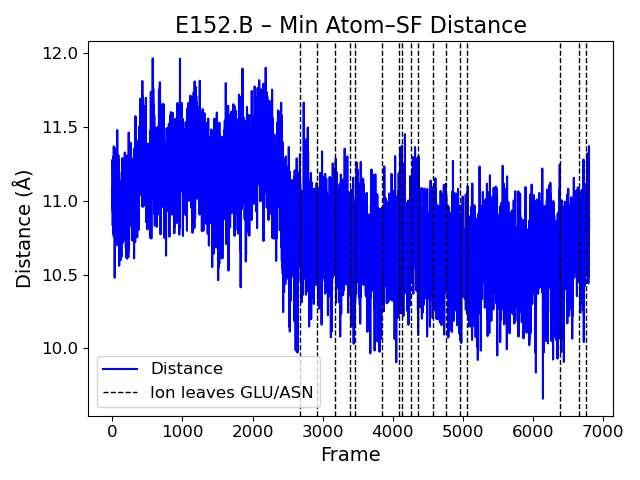 E152.B – Min Atom–SF Distance
12.0
11.5
11.0
10.5
10.0
Distance (Å)
Distance
Ion leaves GLU/ASN
0 1000 2000 3000 4000 5000 6000 7000
Frame